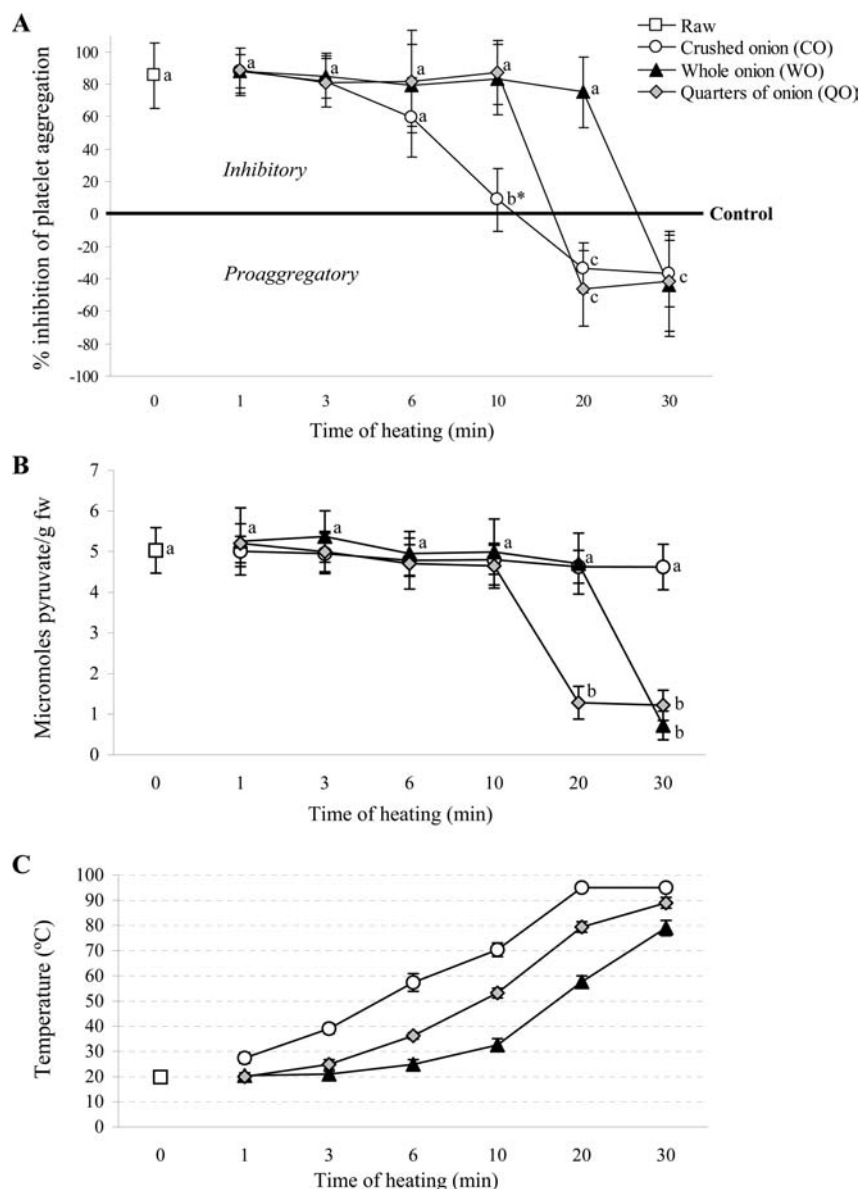 A
Raw
Crushed onion (CO)
Whole onion (WO)
Quarters of onion (QO)
% inhibition of platelet aggregation
100
80
60
40
20
0
-20
-40
-60
-80
-100
a
a
a
a
a
a
a
b*
c
c
c
Inhibitory
Control
Proaggregatory
0 1 3 6 10 20 30
Time of heating (min)
B
Micromoles pyruvate/g fw
7
6
5
4
3
2
1
0
a
a
a
a
a
a
a
b
b
b
0 1 3 6 10 20 30
Time of heating (min)
C
Temperature (ºC)
100
90
80
70
60
50
40
30
20
10
0
0 1 3 6 10 20 30
Time of heating (min)